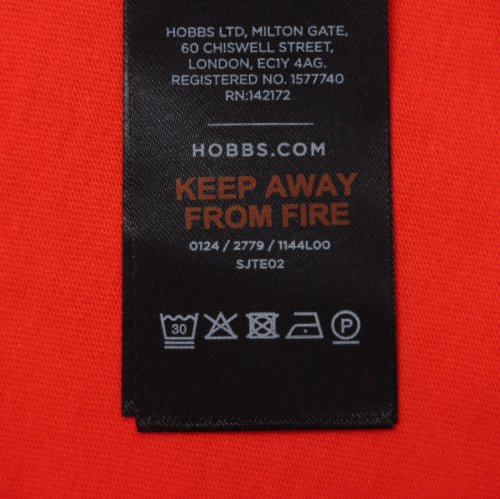 HOBBS LTD, MILTON GATE,
60 CHISWELL STREET,
LONDON, EC1Y 4AG.
REGISTERED NO. 1577740
RN:142172
HOBBS.COM
KEEP AWAY
FROM FIRE
0124 / 2779 / 1144L00
SJTE02
30
P